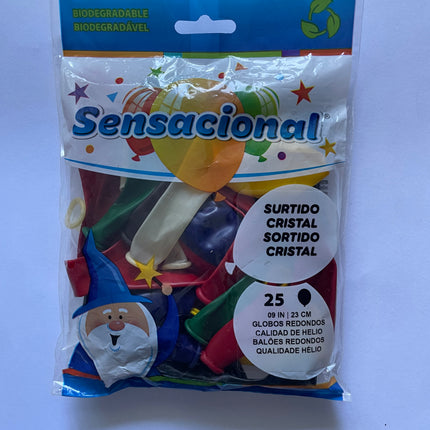 BIODEGRADABLE
BIODEGRADÁVEL
Sensacional®
SURTIDO
CRISTAL
SORTIDO
CRISTAL
25
09 IN | 23 CM
GLOBOS REDONDOS
CALIDAD DE HELIO
BALÕES REDONDOS
QUALIDADE HÉLIO